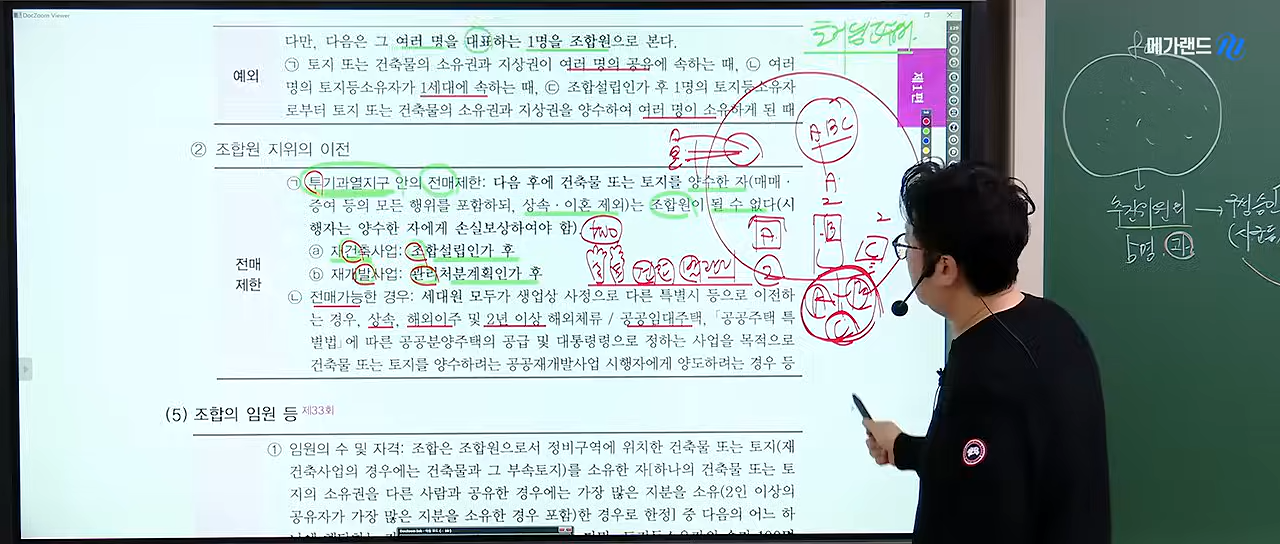 DocZoom Viewer
다만, 다음은 그 여러 명을 대표하는 1명을 조합원으로 본다.
예외
㉠ 토지 또는 건축물의 소유권과 지상권이 여러 명의 공유에 속하는 때, ㉡ 여러
명의 토지등소유자가 1세대에 속하는 때, ㉢ 조합설립인가 후 1명의 토지등소유자
로부터 토지 또는 건축물의 소유권과 지상권을 양수하여 여러 명이 소유하게 된 때
제1편
메가랜드
② 조합원 지위의 이전
전매
제한
㉠ 투기과열지구 안의 전매제한: 다음 후에 건축물 또는 토지를 양수한 자(매매·
증여 등의 모든 행위를 포함하되, 상속·이혼 제외)는 조합원이 될 수 없다(시
행자는 양수한 자에게 손실보상하여야 함).
ⓐ 재건축사업: 조합설립인가 후
ⓑ 재개발사업: 관리처분계획인가 후
㉡ 전매가능한 경우: 세대원 모두가 생업상 사정으로 다른 특별시 등으로 이전하
는 경우, 상속, 해외이주 및 2년 이상 해외체류 / 공공임대주택, 「공공주택 특
별법」에 따른 공공분양주택의 공급 및 대통령령으로 정하는 사업을 목적으로
건축물 또는 토지를 양수하려는 공공재개발사업 시행자에게 양도하려는 경우 등
(5) 조합의 임원 등 제33회
① 임원의 수 및 자격: 조합은 조합원으로서 정비구역에 위치한 건축물 또는 토지(재
건축사업의 경우에는 건축물과 그 부속토지)를 소유한 자[하나의 건축물 또는 토
지의 소유권을 다른 사람과 공유한 경우에는 가장 많은 지분을 소유(2인 이상의
공유자가 가장 많은 지분을 소유한 경우 포함)한 경우로 한정] 중 다음의 어느 하
A B C
A
2
A
B
C
2
2
A
B
C
추진위원회
5명 과